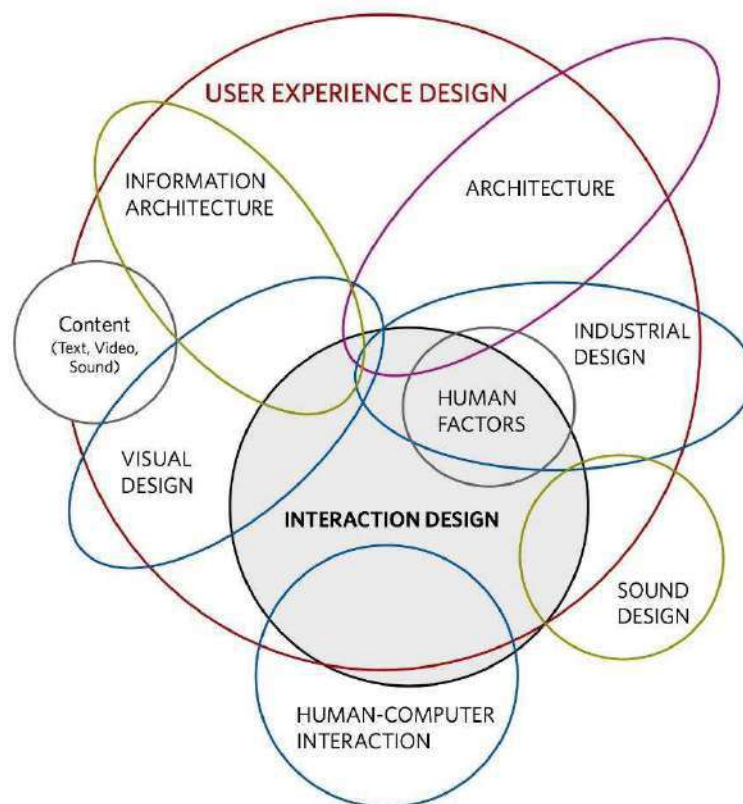 USER EXPERIENCE DESIGN
INFORMATION
ARCHITECTURE
ARCHITECTURE
Content
(Text, Video,
Sound)
INDUSTRIAL
DESIGN
HUMAN
FACTORS
VISUAL
DESIGN
INTERACTION DESIGN
SOUND
DESIGN
HUMAN-COMPUTER
INTERACTION